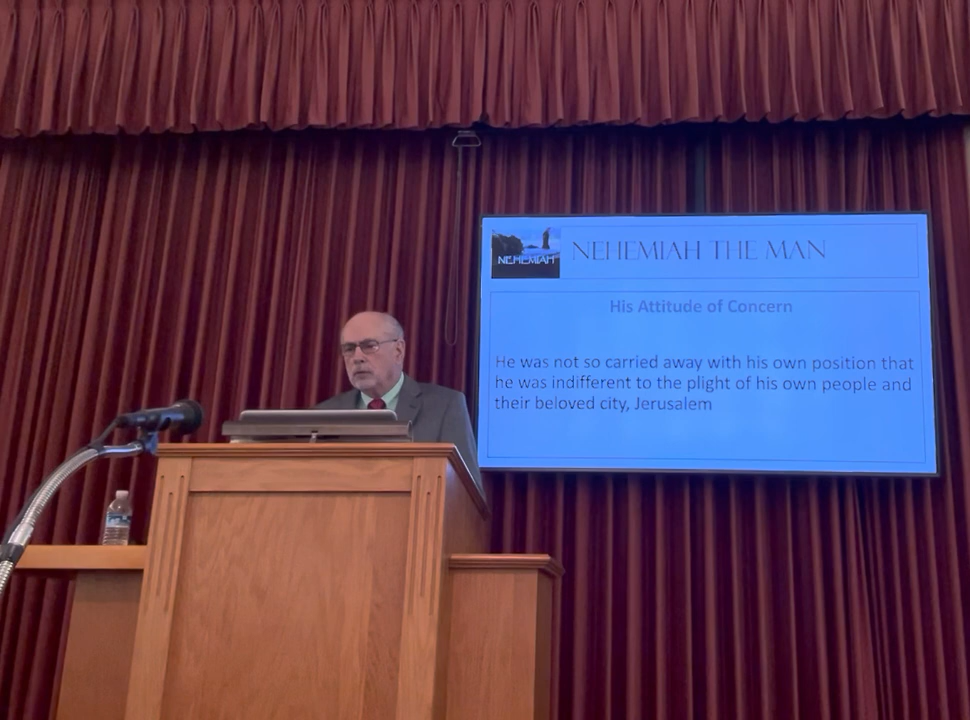 NEHEMIAH
NEHEMIAH THE MAN
His Attitude of Concern
He was not so carried away with his own position that
he was indifferent to the plight of his own people and
their beloved city, Jerusalem